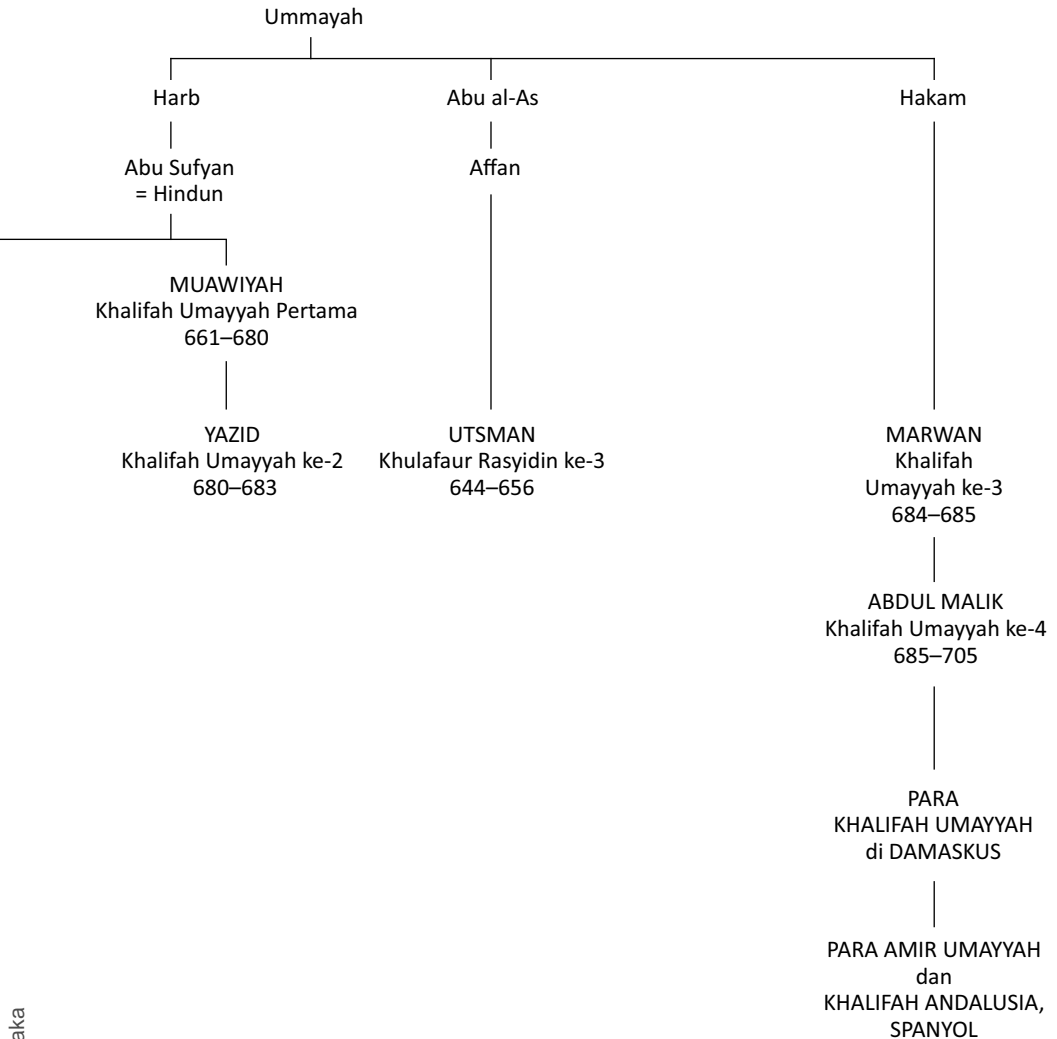 Ummayah
Harb
Abu al-As
Hakam
Abu Sufyan
= Hindun
Affan
MUAWIYAH
Khalifah Umayyah Pertama
661–680
YAZID
Khalifah Umayyah ke-2
680–683
UTSMAN
Khulafaur Rasyidin ke-3
644–656
MARWAN
Khalifah
Umayyah ke-3
684–685
ABDUL MALIK
Khalifah Umayyah ke-4
685–705
PARA
KHALIFAH UMAYYAH
di DAMASKUS
PARA AMIR UMAYYAH
dan
KHALIFAH ANDALUSIA,
SPANYOL
aka